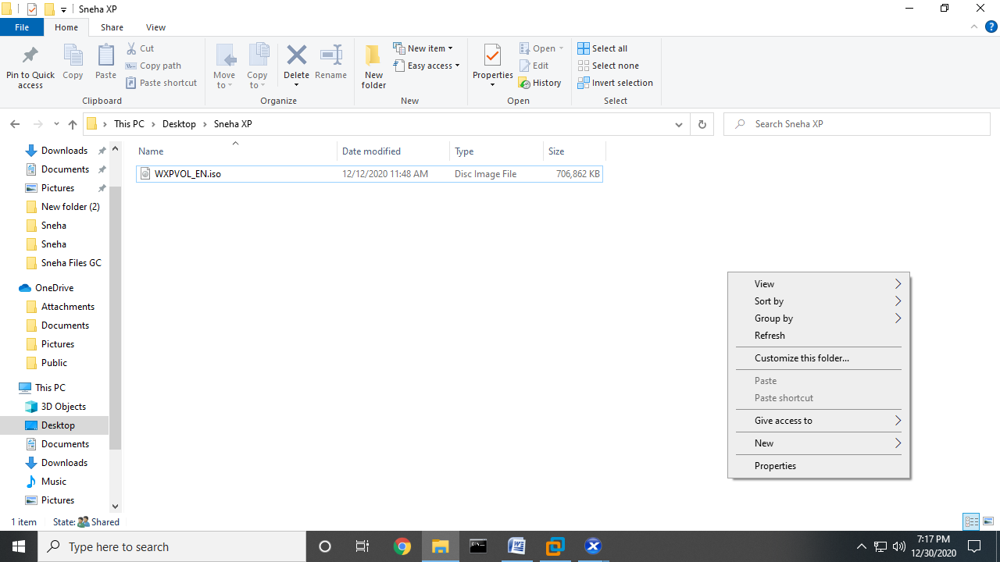 Sneha XP
File Home Share View
Pin to Quick access
Copy
Paste
Cut
Copy path
Paste shortcut
Clipboard
Move to
Copy to
Delete
Rename
Organize
New folder
New item
Easy access
New
Properties
Open
Edit
History
Open
Select all
Select none
Invert selection
Select
This PC > Desktop > Sneha XP
Search Sneha XP
Downloads
Documents
Pictures
New folder (2)
Sneha
Sneha
Sneha Files GC
OneDrive
Attachments
Documents
Pictures
Public
This PC
3D Objects
Desktop
Documents
Downloads
Music
Pictures
Name Date modified Type Size
WXPVOL_EN.iso 12/12/2020 11:48 AM Disc Image File 706,862 KB
View
Sort by
Group by
Refresh
Customize this folder...
Paste
Paste shortcut
Give access to
New
Properties
1 item State: Shared
Type here to search
7:17 PM
12/30/2020